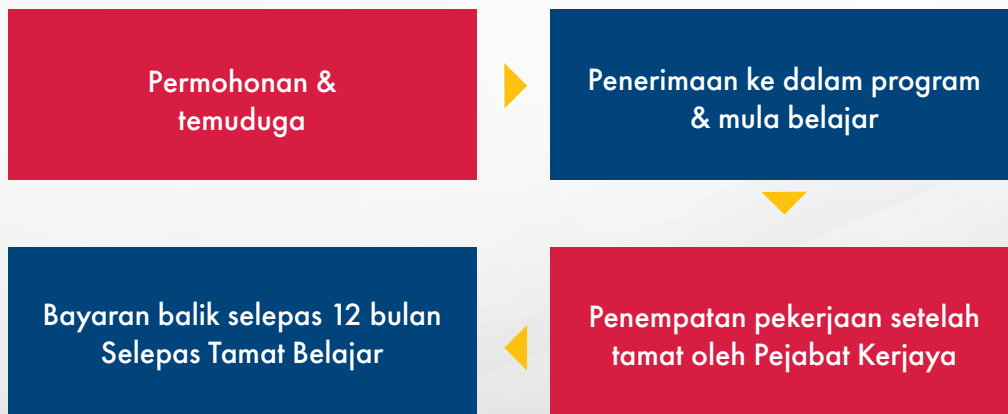 Permohonan &
temuduga
Penerimaan ke dalam program
& mula belajar
Penempatan pekerjaan setelah
tamat oleh Pejabat Kerjaya
Bayaran balik selepas 12 bulan
Selepas Tamat Belajar